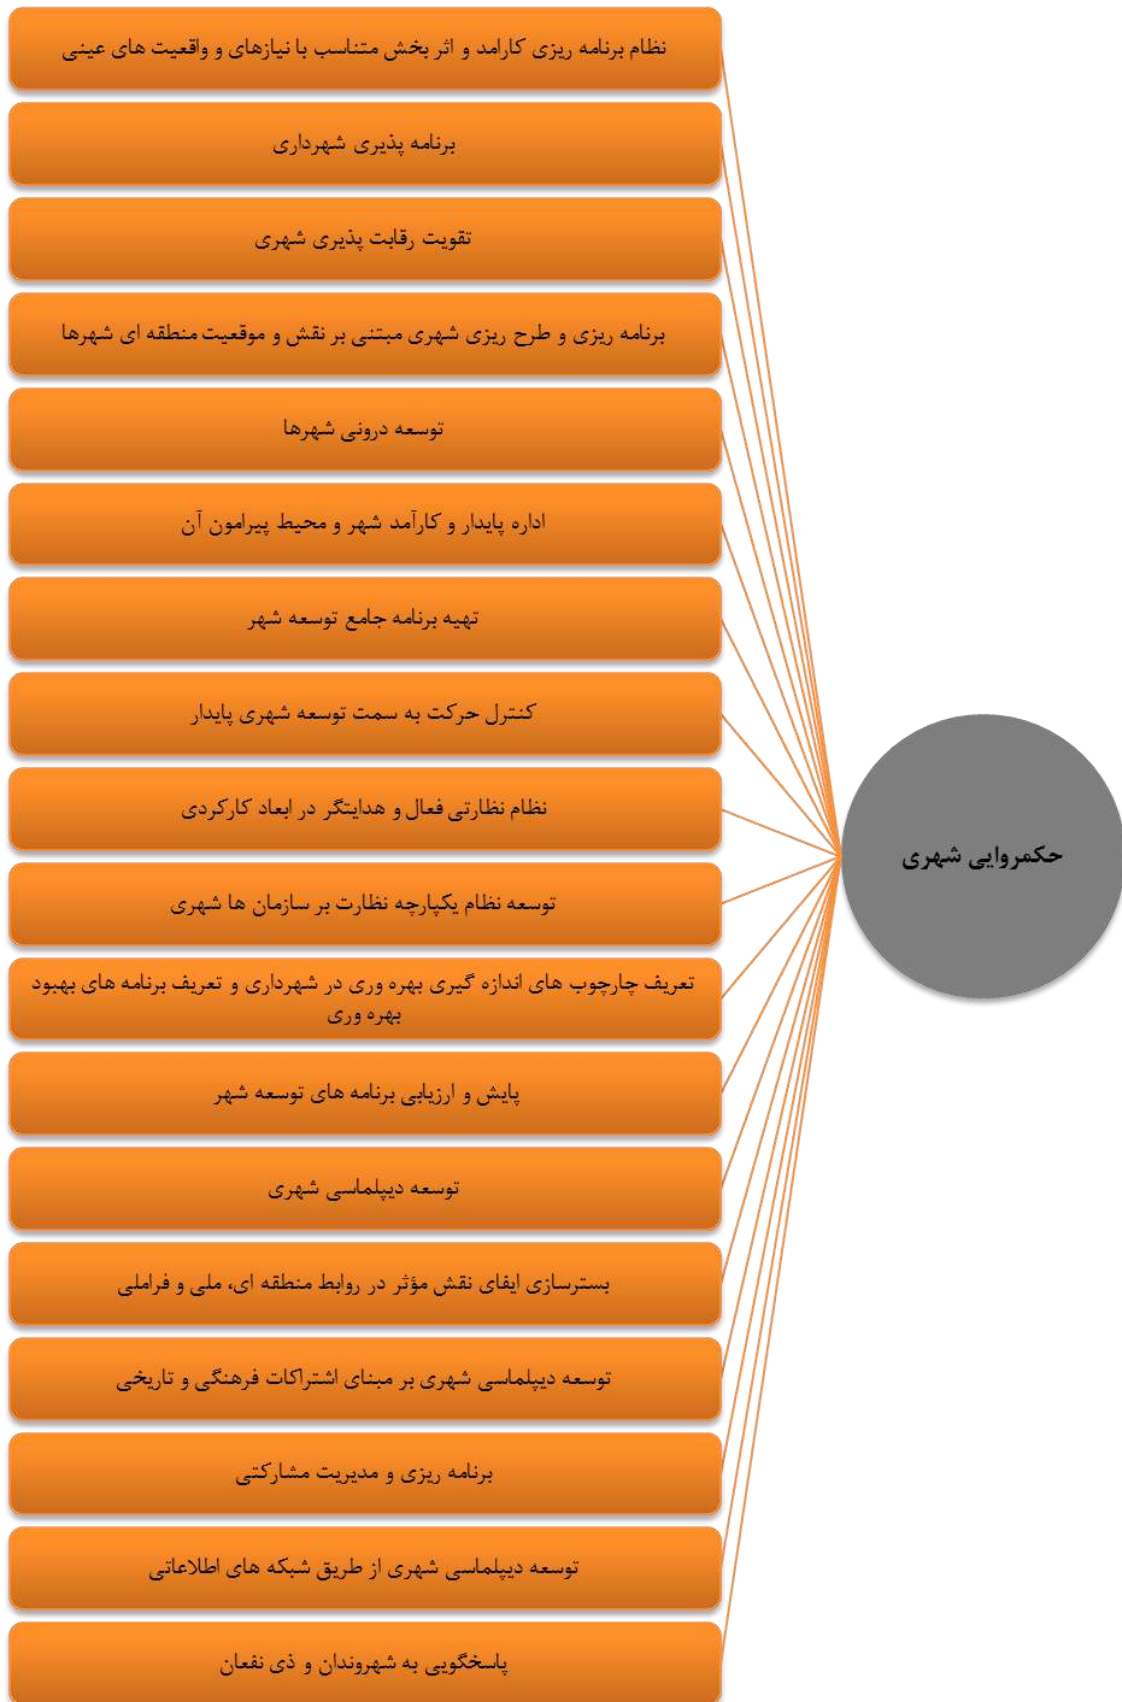 نظام برنامه ریزی کارامد و اثر بخش متناسب با نیازهای و واقعیت های عینی
برنامه پذیری شهرداری
تقویت رقابت پذیری شهری
برنامه ریزی و طرح ریزی شهری مبتنی بر نقش و موقعیت منطقه ای شهرها
توسعه درونی شهرها
اداره پایدار و کارآمد شهر و محیط پیرامون آن
تهیه برنامه جامع توسعه شهر
کنترل حرکت به سمت توسعه شهری پایدار
نظام نظارتی فعال و هدایتگر در ابعاد کارکردی
توسعه نظام یکپارچه نظارت بر سازمان ها شهری
تعریف چارچوب های اندازه گیری بهره وری در شهرداری و تعریف برنامه های بهبود
بهره وری
پایش و ارزیابی برنامه های توسعه شهر
توسعه دیپلماسی شهری
بسترسازی ایفای نقش مؤثر در روابط منطقه ای، ملی و فراملی
توسعه دیپلماسی شهری بر مبنای اشتراکات فرهنگی و تاریخی
برنامه ریزی و مدیریت مشارکتی
توسعه دیپلماسی شهری از طریق شبکه های اطلاعاتی
پاسخگویی به شهروندان و ذی نفعان
حکمروایی شهری